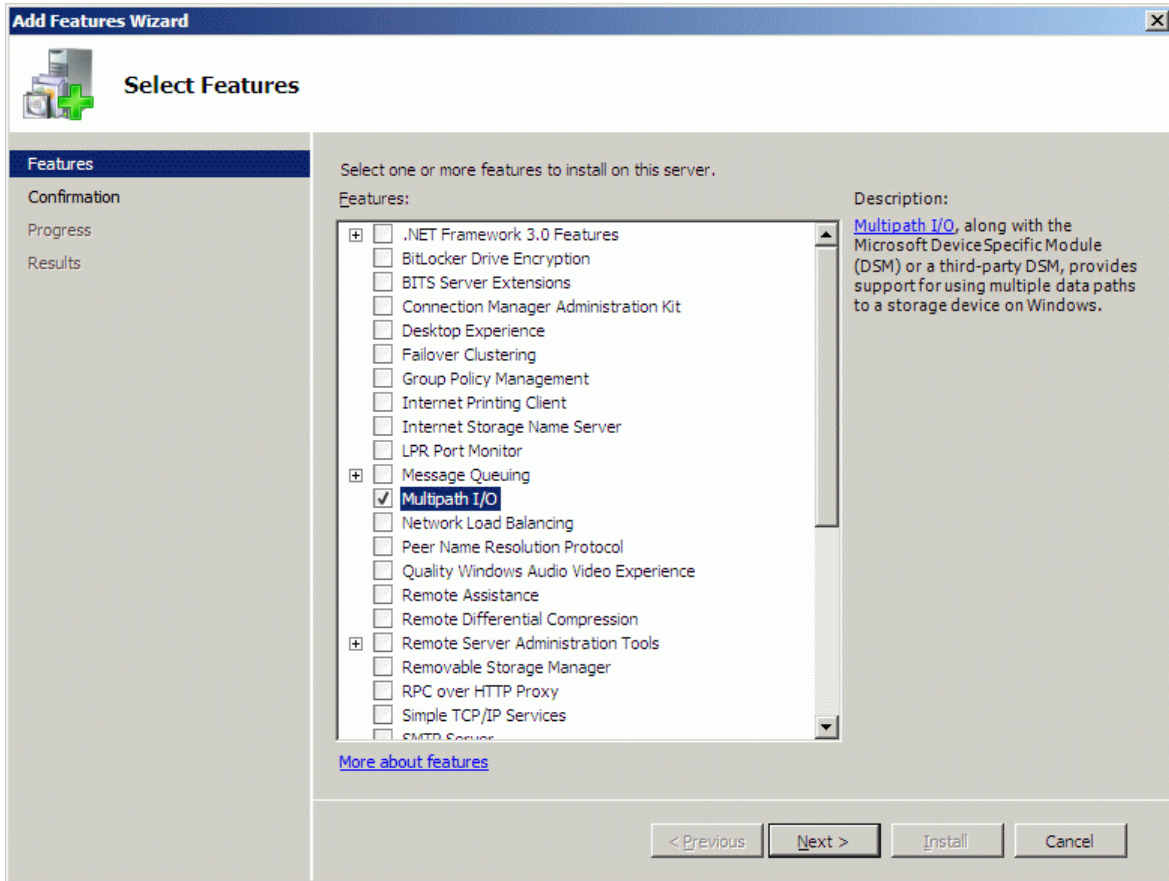 Add Features Wizard
Select Features
Features
Confirmation
Progress
Results
Select one or more features to install on this server.
Features:
.NET Framework 3.0 Features
BitLocker Drive Encryption
BITS Server Extensions
Connection Manager Administration Kit
Desktop Experience
Failover Clustering
Group Policy Management
Internet Printing Client
Internet Storage Name Server
LPR Port Monitor
Message Queuing
Multipath I/O
Network Load Balancing
Peer Name Resolution Protocol
Quality Windows Audio Video Experience
Remote Assistance
Remote Differential Compression
Remote Server Administration Tools
Removable Storage Manager
RPC over HTTP Proxy
Simple TCP/IP Services
SMTP Server
More about features
Description:
Multipath I/O, along with the
Microsoft Device Specific Module
(DSM) or a third-party DSM, provides
support for using multiple data paths
to a storage device on Windows.
< Previous
Next >
Install
Cancel